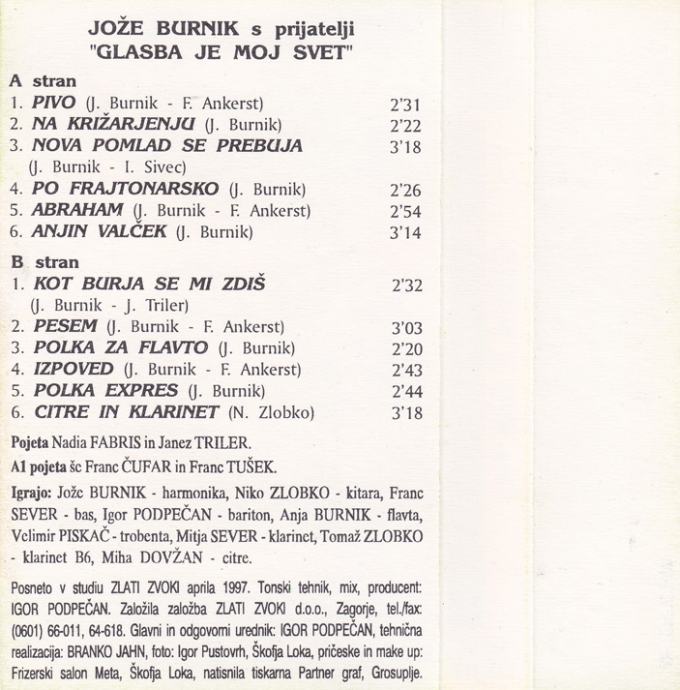 JOŽE BURNIK s prijatelji
"GLASBA JE MOJ SVET"
A stran
1. PIVO (J. Burnik - F. Ankerst) 2'31
2. NA KRIŽARJENJU (J. Burnik) 2'22
3. NOVA POMLAD SE PREBUJA 3'18
(J. Burnik - I. Sivec)
4. PO FRAJTONARSKO (J. Burnik) 2'26
5. ABRAHAM (J. Burnik - F. Ankerst) 2'54
6. ANJIN VALČEK (J. Burnik) 3'14
B stran
1. KOT BURJA SE MI ZDIŠ 2'32
(J. Burnik - J. Triler)
2. PESEM (J. Burnik - F. Ankerst) 3'03
3. POLKA ZA FLAVTO (J. Burnik) 2'20
4. IZPOVED (J. Burnik - F. Ankerst) 2'43
5. POLKA EXPRES (J. Burnik) 2'44
6. CITRE IN KLARINET (N. Zlobko) 3'18
Pojeta Nadia FABRIS in Janez TRILER.
A1 pojeta še Franc ČUFAR in Franc TUŠEK.
Igrajo: Jože BURNIK - harmonika, Niko ZLOBKO - kitara, Franc
SEVER - bas, Igor PODPEČAN - bariton, Anja BURNIK - flavta,
Velimir PISKAČ - trobenta, Mitja SEVER - klarinet, Tomaž ZLOBKO
- klarinet B6, Miha DOVŽAN - citre.
Posneto v studiu ZLATI ZVOKI aprila 1997. Tonski tehnik, mix, producent:
IGOR PODPEČAN. Založila založba ZLATI ZVOKI d.o.o., Zagorje, tel./fax:
(0601) 66-011, 64-618. Glavni in odgovorni urednik: IGOR PODPEČAN, tehnična
realizacija: BRANKO JAHN, foto: Igor Pustovrh, Škofja Loka, pričeske in make up:
Frizerski salon Meta, Škofja Loka, natisnila tiskarna Partner graf, Grosuplje.